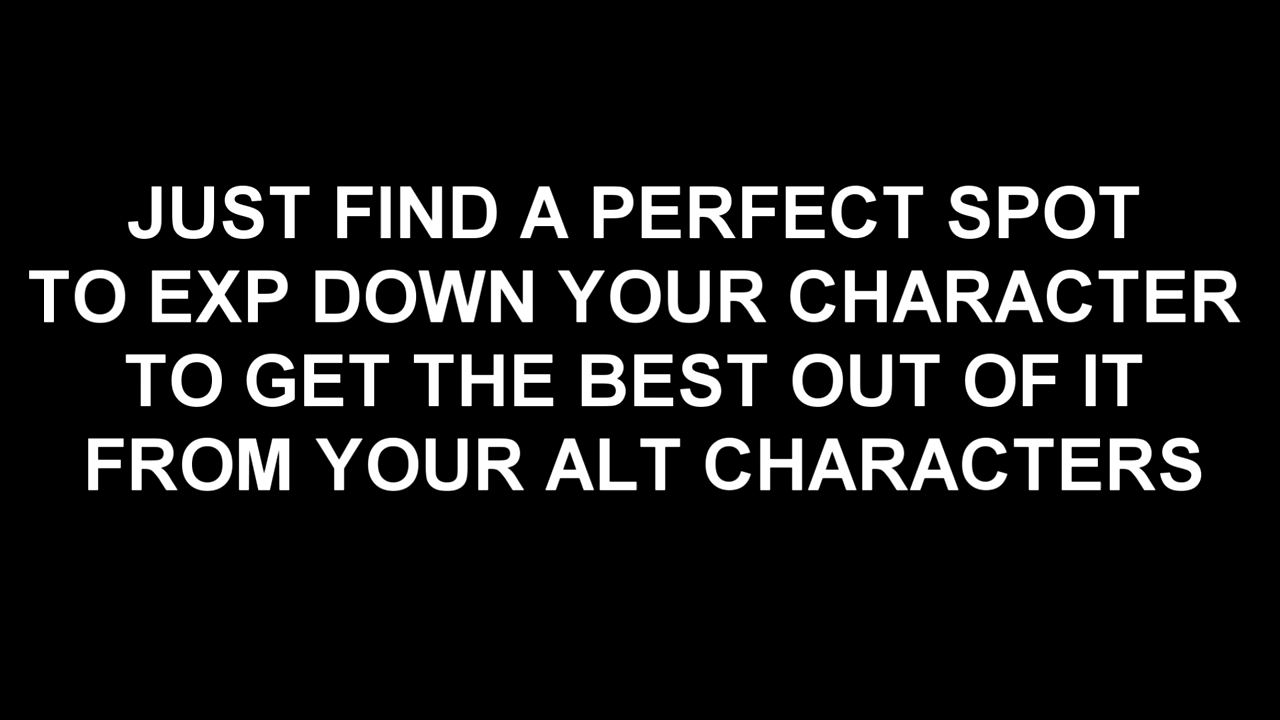 JUST FIND A PERFECT SPOT
TO EXP DOWN YOUR CHARACTER
TO GET THE BEST OUT OF IT
FROM YOUR ALT CHARACTERS